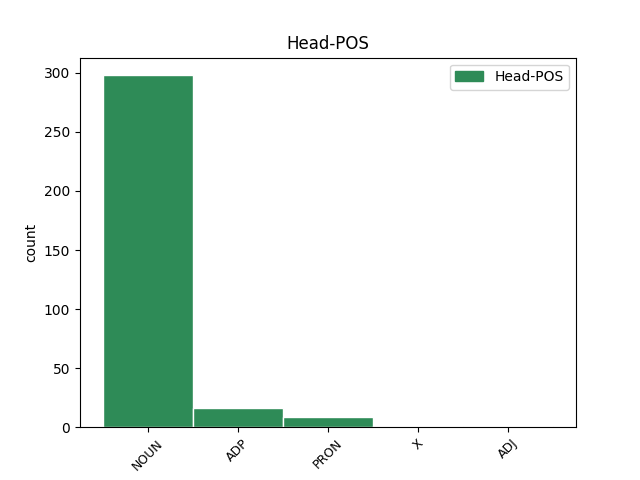 Head-POS
Head-POS
300
250
200
150
100
50
0
count
NOUN
ADP
PRON
X
ADJ